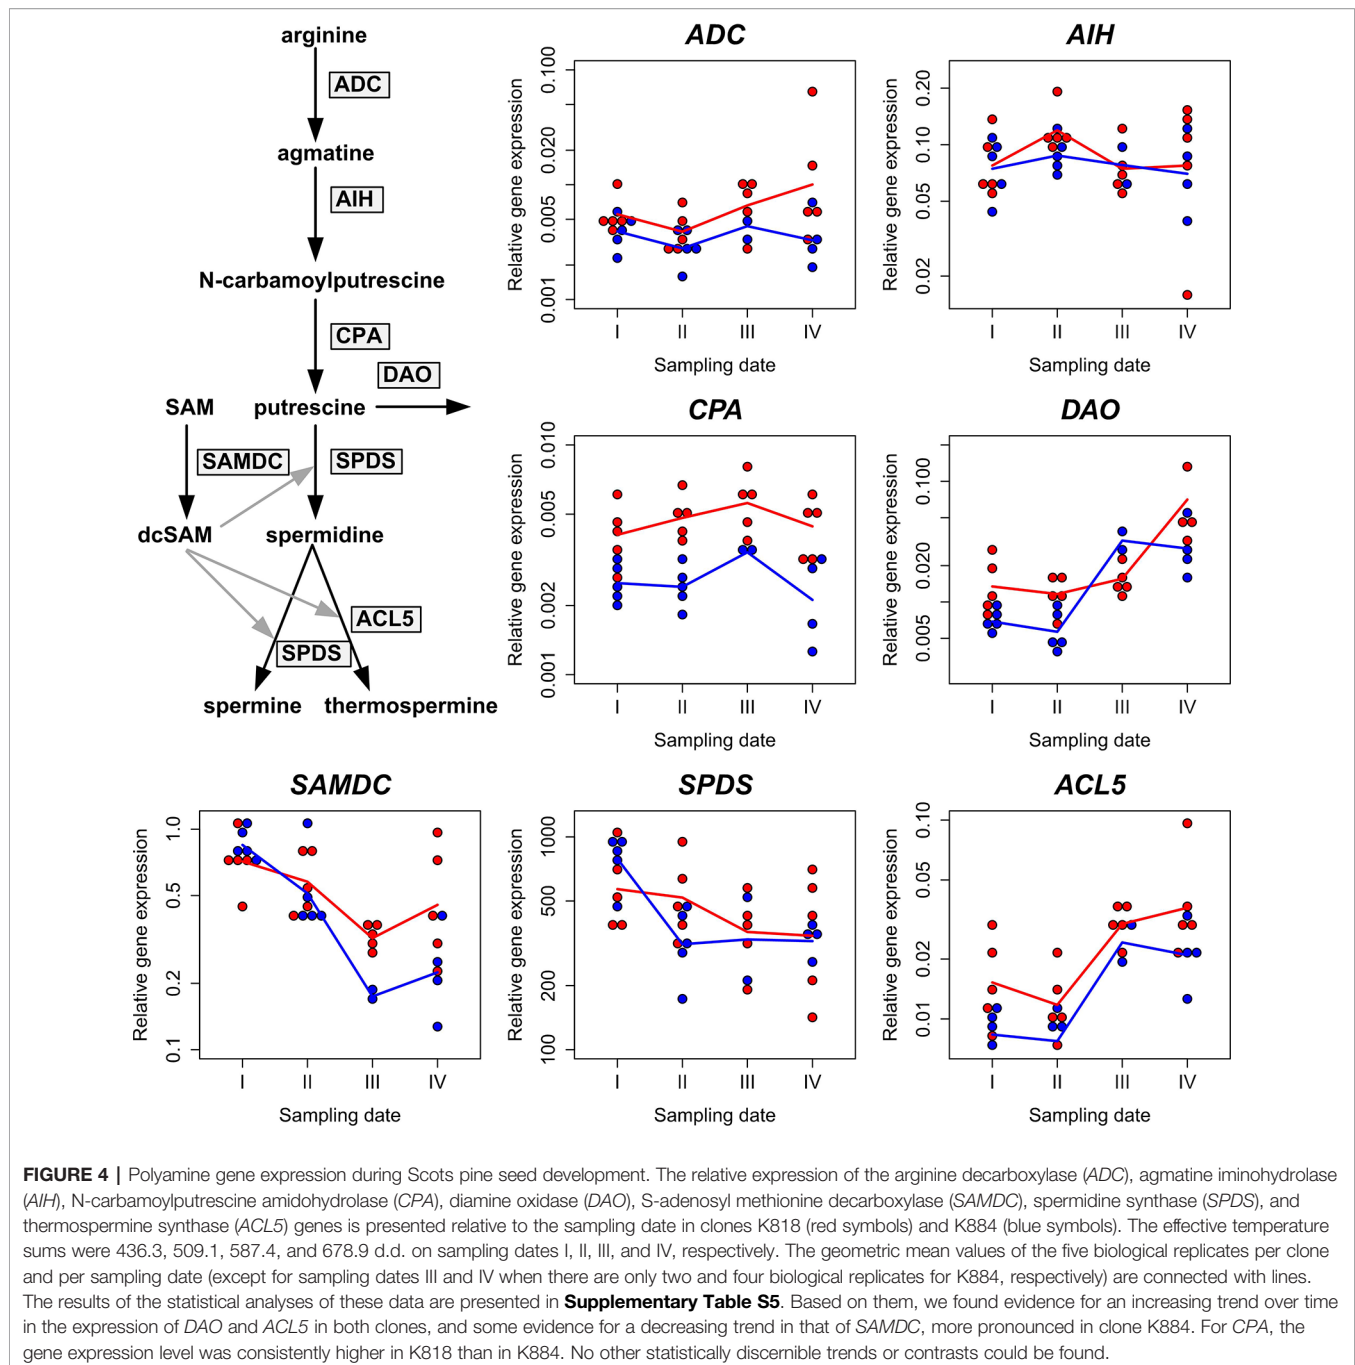 arginine
ADC
agmatine
AIH
N-carbamoylputrescine
CPA
DAO
SAM
putrescine
SAMDC
SPDS
dcSAM
spermidine
ACL5
SPDS
spermine
thermospermine
ADC
Relative gene expression
0.100
0.020
0.005
0.001
I
II
III
IV
Sampling date
AIH
Relative gene expression
0.20
0.10
0.05
0.02
I
II
III
IV
Sampling date
CPA
Relative gene expression
0.010
0.005
0.002
0.001
I
II
III
IV
Sampling date
DAO
Relative gene expression
0.100
0.020
0.005
I
II
III
IV
Sampling date
SAMDC
Relative gene expression
1.0
0.5
0.2
0.1
I
II
III
IV
Sampling date
SPDS
Relative gene expression
1000
500
200
100
I
II
III
IV
Sampling date
ACL5
Relative gene expression
0.10
0.05
0.02
0.01
I
II
III
IV
Sampling date
FIGURE 4 | Polyamine gene expression during Scots pine seed development. The relative expression of the arginine decarboxylase (ADC), agmatine iminohydrolase
(AIH), N-carbamoylputrescine amidohydrolase (CPA), diamine oxidase (DAO), S-adenosyl methionine decarboxylase (SAMDC), spermidine synthase (SPDS), and
thermospermine synthase (ACL5) genes is presented relative to the sampling date in clones K818 (red symbols) and K884 (blue symbols). The effective temperature
sums were 436.3, 509.1, 587.4, and 678.9 d.d. on sampling dates I, II, III, and IV, respectively. The geometric mean values of the five biological replicates per clone
and per sampling date (except for sampling dates III and IV when there are only two and four biological replicates for K884, respectively) are connected with lines.
The results of the statistical analyses of these data are presented in Supplementary Table S5. Based on them, we found evidence for an increasing trend over time
in the expression of DAO and ACL5 in both clones, and some evidence for a decreasing trend in that of SAMDC, more pronounced in clone K884. For CPA, the
gene expression level was consistently higher in K818 than in K884. No other statistically discernible trends or contrasts could be found.